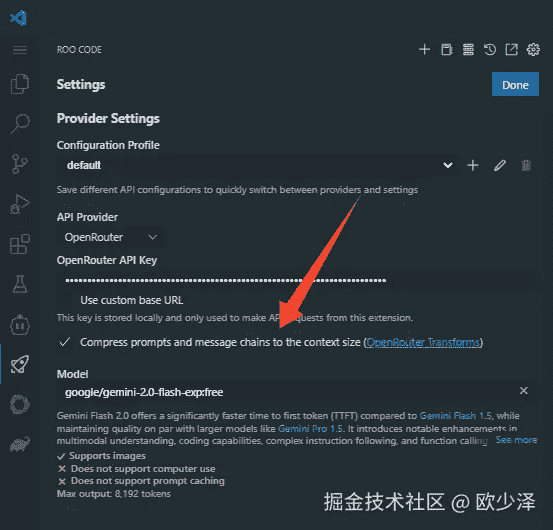 ROO CODE
Settings
Done
Provider Settings
Configuration Profile
default
Save different API configurations to quickly switch between providers and settings
API Provider
OpenRouter
OpenRouter API Key
Use custom base URL
This key is stored locally and only used to make API requests from this extension.
Compress prompts and message chains to the context size (OpenRouter Transforms)
Model
google/gemini-2.0-flash-exp:free
Gemini Flash 2.0 offers a significantly faster time to first token (TTFT) compared to Gemini Flash 1.5, while
maintaining quality on par with larger models like Gemini Pro 1.5. It introduces notable enhancements in
multimodal understanding, coding capabilities, complex instruction following, and function calling See more
Supports images
Does not support computer use
Does not support prompt caching
Max output: 8,192 tokens
掘金技术社区 @ 欧少泽